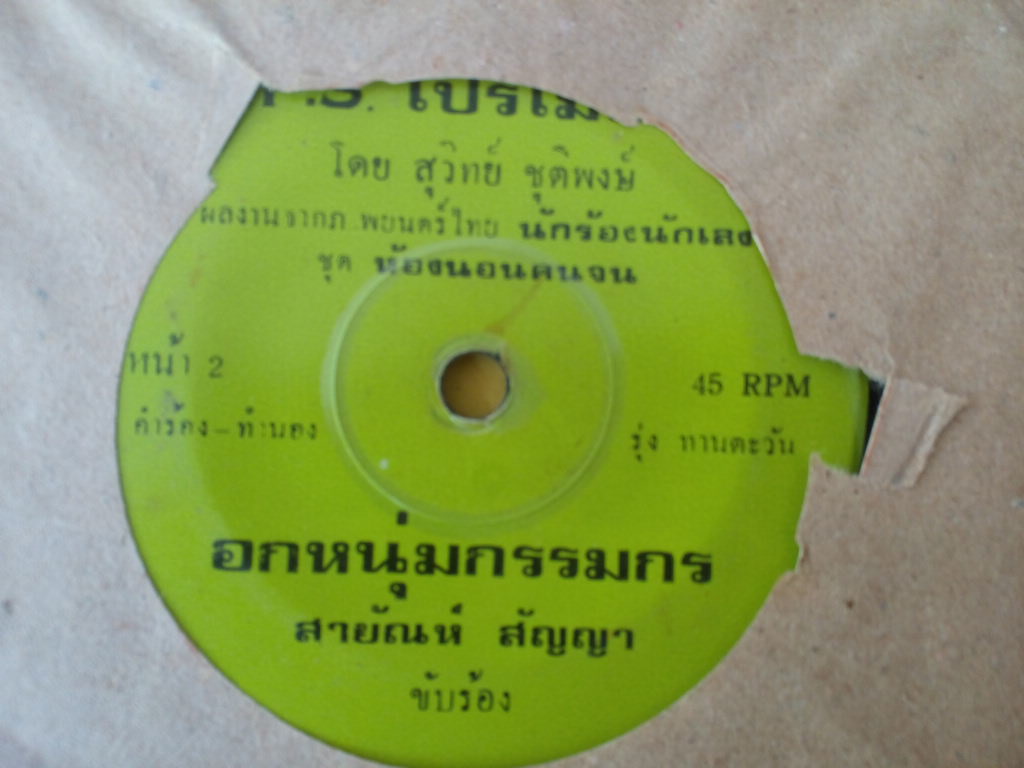 .S. โปรโม
โดย สุวิทย์ ชุติพงษ์
ผลงานจากภ.พยนตร์ไทย นักร้องนักเลง
ชุด ห้องนอนคนจน
หน้า 2
45 RPM
คำร้อง - ทำนอง
รุ่ง ทานตะวัน
อกหนุ่มกรรมกร
สายัณห์ สัญญา
ขับร้อง